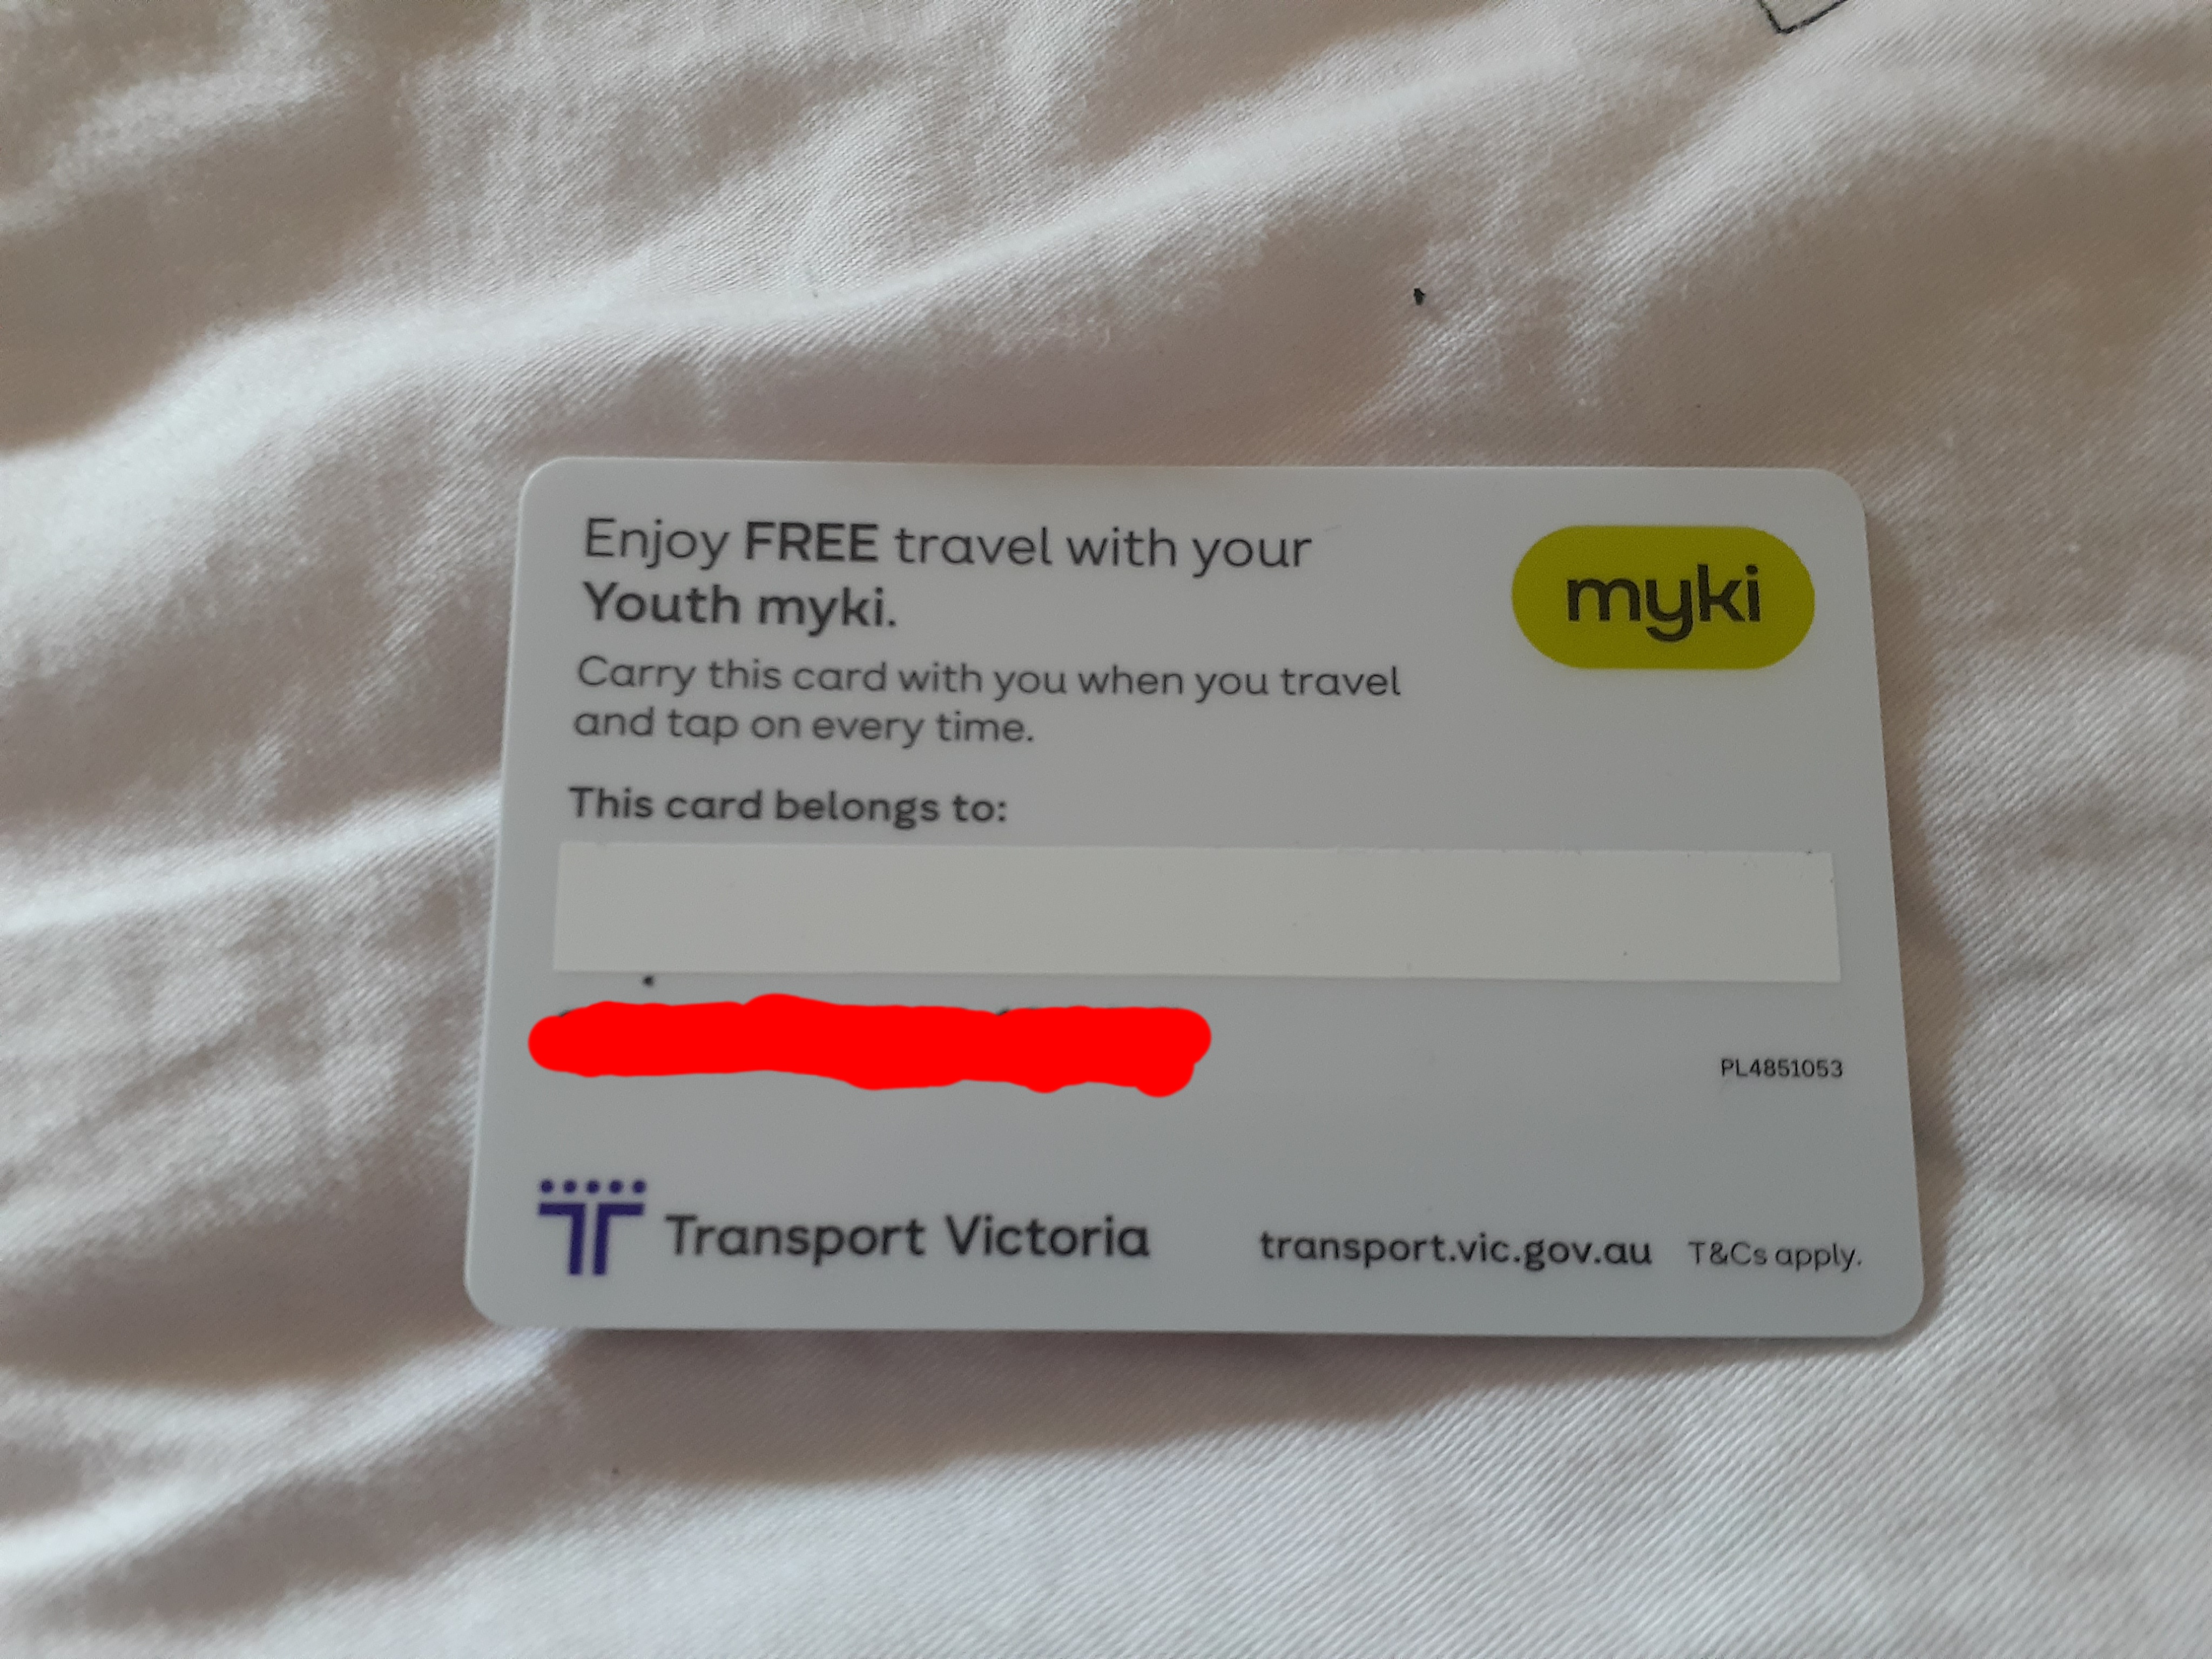 Enjoy FREE travel with your
Youth myki.
myki
Carry this card with you when you travel
and tap on every time.
This card belongs to:
PL4851053
Transport Victoria
transport.vic.gov.au T&Cs apply.